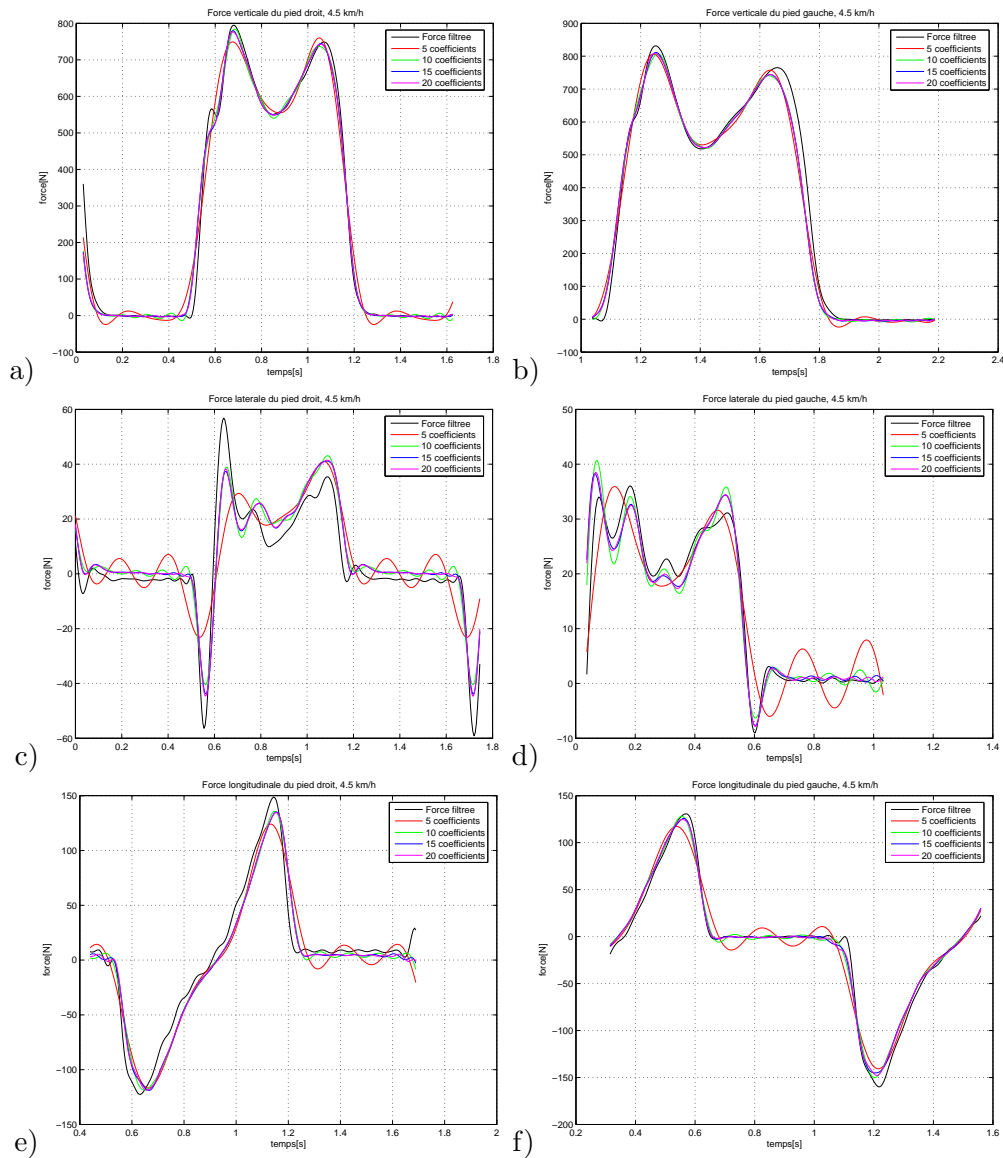 Force verticale du pied droit, 4.5 km/h
800
700
600
500
400
300
200
100
0
−100
force[N]
0 0.2 0.4 0.6 0.8 1 1.2 1.4 1.6 1.8
temps[s]
Force filtree
5 coefficients
10 coefficients
15 coefficients
20 coefficients
a)
Force verticale du pied gauche, 4.5 km/h
900
800
700
600
500
400
300
200
100
0
−100
force[N]
1 1.2 1.4 1.6 1.8 2 2.2 2.4
temps[s]
Force filtree
5 coefficients
10 coefficients
15 coefficients
20 coefficients
b)
Force laterale du pied droit, 4.5 km/h
60
40
20
0
−20
−40
−60
force[N]
0 0.2 0.4 0.6 0.8 1 1.2 1.4 1.6 1.8
temps[s]
Force filtree
5 coefficients
10 coefficients
15 coefficients
20 coefficients
c)
Force laterale du pied gauche, 4.5 km/h
50
40
30
20
10
0
−10
force[N]
0 0.2 0.4 0.6 0.8 1 1.2 1.4
temps[s]
Force filtree
5 coefficients
10 coefficients
15 coefficients
20 coefficients
d)
Force longitudinale du pied droit, 4.5 km/h
150
100
50
0
−50
−100
−150
force[N]
0.4 0.6 0.8 1 1.2 1.4 1.6 1.8 2
temps[s]
Force filtree
5 coefficients
10 coefficients
15 coefficients
20 coefficients
e)
Force longitudinale du pied gauche, 4.5 km/h
150
100
50
0
−50
−100
−150
−200
force[N]
0.2 0.4 0.6 0.8 1 1.2 1.4 1.6
temps[s]
Force filtree
5 coefficients
10 coefficients
15 coefficients
20 coefficients
f)